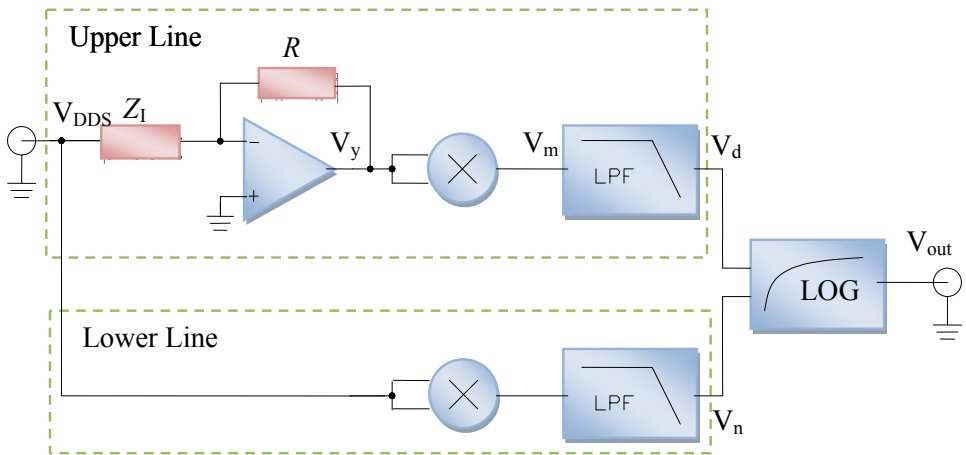 Upper Line
R
V_DDS
Z_I
−
+
V_y
V_m
LPF
V_d
V_out
LOG
Lower Line
LPF
V_n